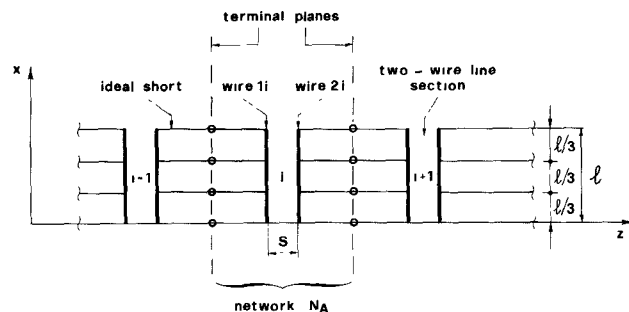 terminal planes
x
ideal short
wire 1i
wire 2i
two - wire line
section
i-1
i
i+1
ℓ/3
ℓ/3
ℓ/3
ℓ
S
z
network N_A